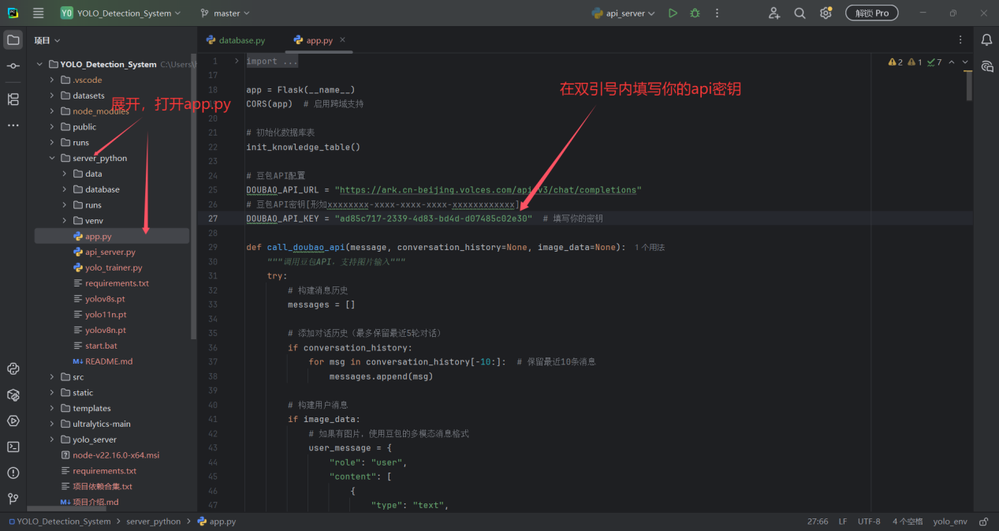 YO YOLO_Detection_System master api_server 解锁 Pro
项目
database.py app.py
YOLO_Detection_System C:\Users\
.vscode
datasets
node_modules
public
runs
server_python
data
database
runs
venv
app.py
api_server.py
yolo_trainer.py
requirements.txt
yolov8s.pt
yolo11n.pt
yolov8n.pt
start.bat
README.md
src
static
templates
ultralytics-main
yolo_server
node-v22.16.0-x64.msi
requirements.txt
项目依赖合集.txt
项目介绍.md
展开，打开app.py
在双引号内填写你的api密钥
2 1 7
1 import ...
17
18 app = Flask(__name__)
CORS(app) # 启用跨域支持
20
21 # 初始化数据库表
22 init_knowledge_table()
23
24 # 豆包API配置
25 DOUBAO_API_URL = "https://ark.cn-beijing.volces.com/api/v3/chat/completions"
26 # 豆包API密钥[形如xxxxxxxx-xxxx-xxxx-xxxx-xxxxxxxxxxxx]
27 DOUBAO_API_KEY = "ad85c717-2339-4d83-bd4d-d07485c02e30" # 填写你的密钥
28
29 def call_doubao_api(message, conversation_history=None, image_data=None): 1 个用法
30 """调用豆包API，支持图片输入"""
31 try:
32 # 构建消息历史
33 messages = []
34
35 # 添加对话历史（最多保留最近5轮对话）
36 if conversation_history:
37 for msg in conversation_history[-10:]: # 保留最近10条消息
38 messages.append(msg)
39
40 # 构建用户消息
41 if image_data:
42 # 如果有图片，使用豆包的多模态消息格式
43 user_message = {
44 "role": "user",
45 "content": [
46 {
47 "type": "text",
YOLO_Detection_System server_python app.py 27:66 LF UTF-8 4 个空格 yolo_env